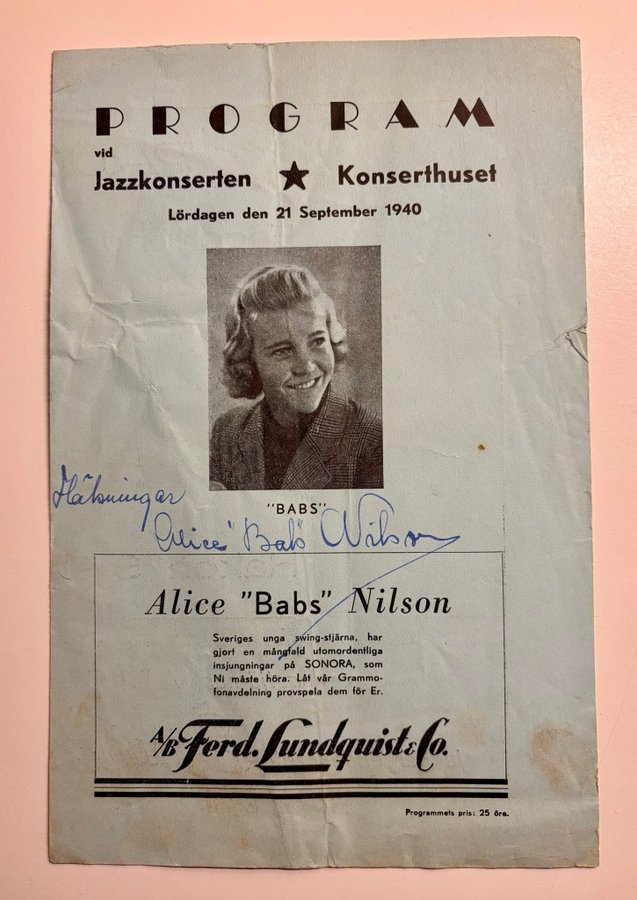 PROGRAM
vid
Jazzkonserten ★ Konserthuset
Lördagen den 21 September 1940
"BABS"
Hälsningar
Alice "Babs" Nilson
Alice "Babs" Nilson
Sveriges unga swing-stjärna, har
gjort en mångfald utomordentliga
insjungningar på SONORA, som
Ni måste höra. Låt vår Grammo-
fonavdelning provspela dem för Er.
A/B Ferd. Lundquist & Co.
Programmets pris: 25 öre.